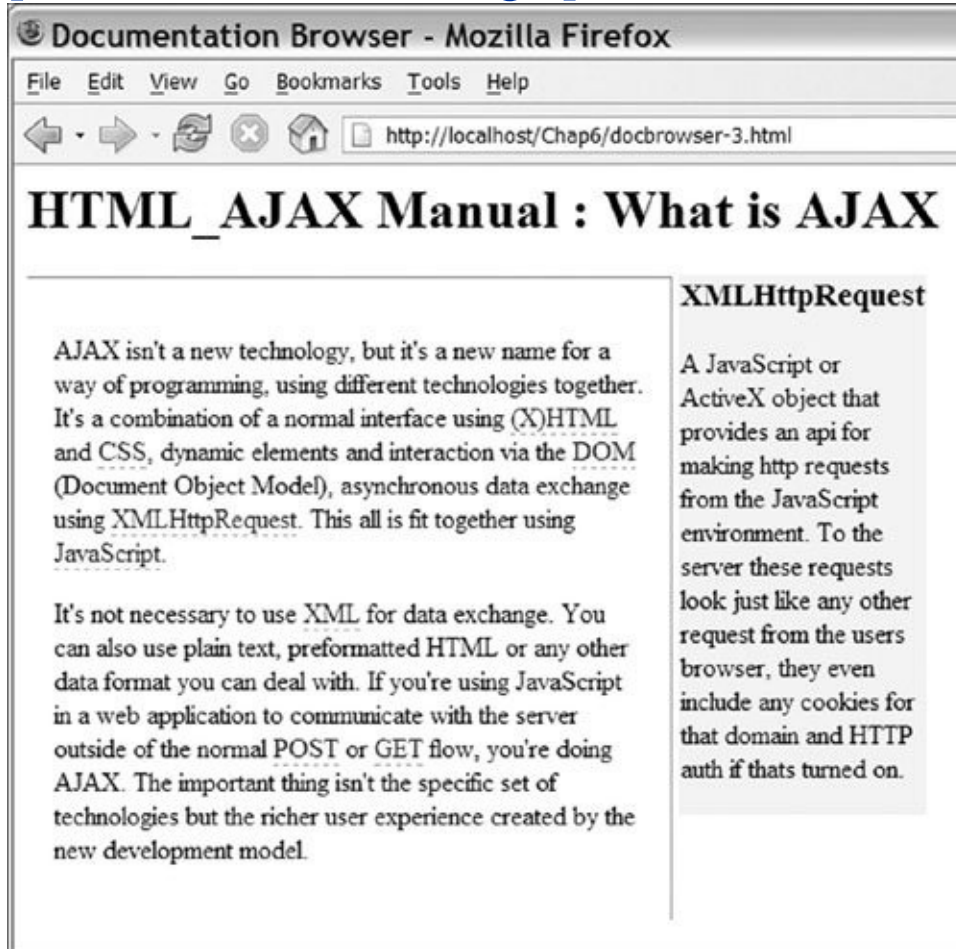 Documentation Browser - Mozilla Firefox
File Edit View Go Bookmarks Tools Help
http://localhost/Chap6/docbrowser-3.html
HTML_AJAX Manual : What is AJAX
AJAX isn't a new technology, but it's a new name for a
way of programming, using different technologies together.
It's a combination of a normal interface using (X)HTML
and CSS, dynamic elements and interaction via the DOM
(Document Object Model), asynchronous data exchange
using XMLHttpRequest. This all is fit together using
JavaScript.
It's not necessary to use XML for data exchange. You
can also use plain text, preformatted HTML or any other
data format you can deal with. If you're using JavaScript
in a web application to communicate with the server
outside of the normal POST or GET flow, you're doing
AJAX. The important thing isn't the specific set of
technologies but the richer user experience created by the
new development model.
XMLHttpRequest
A JavaScript or
ActiveX object that
provides an api for
making http requests
from the JavaScript
environment. To the
server these requests
look just like any other
request from the users
browser, they even
include any cookies for
that domain and HTTP
auth if thats turned on.